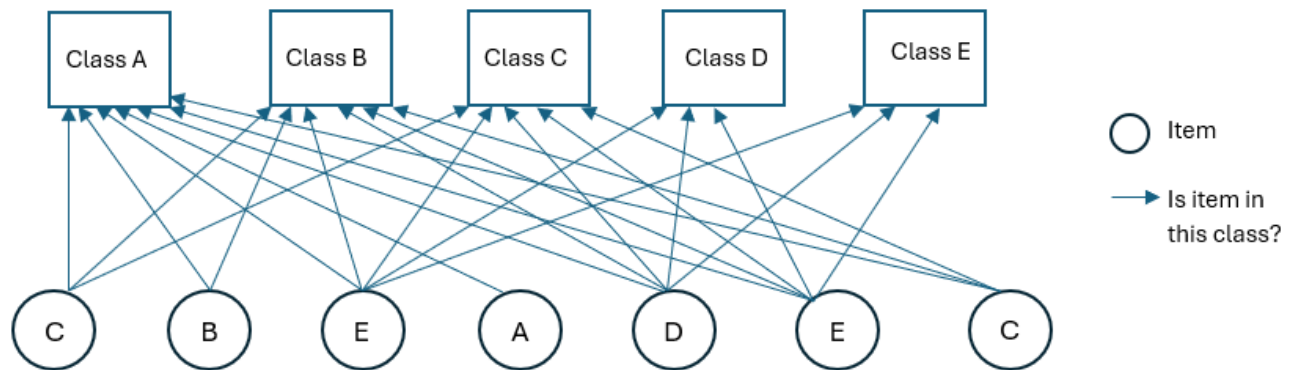 Class A
Class B
Class C
Class D
Class E
Item
Is item in
this class?
C
B
E
A
D
E
C